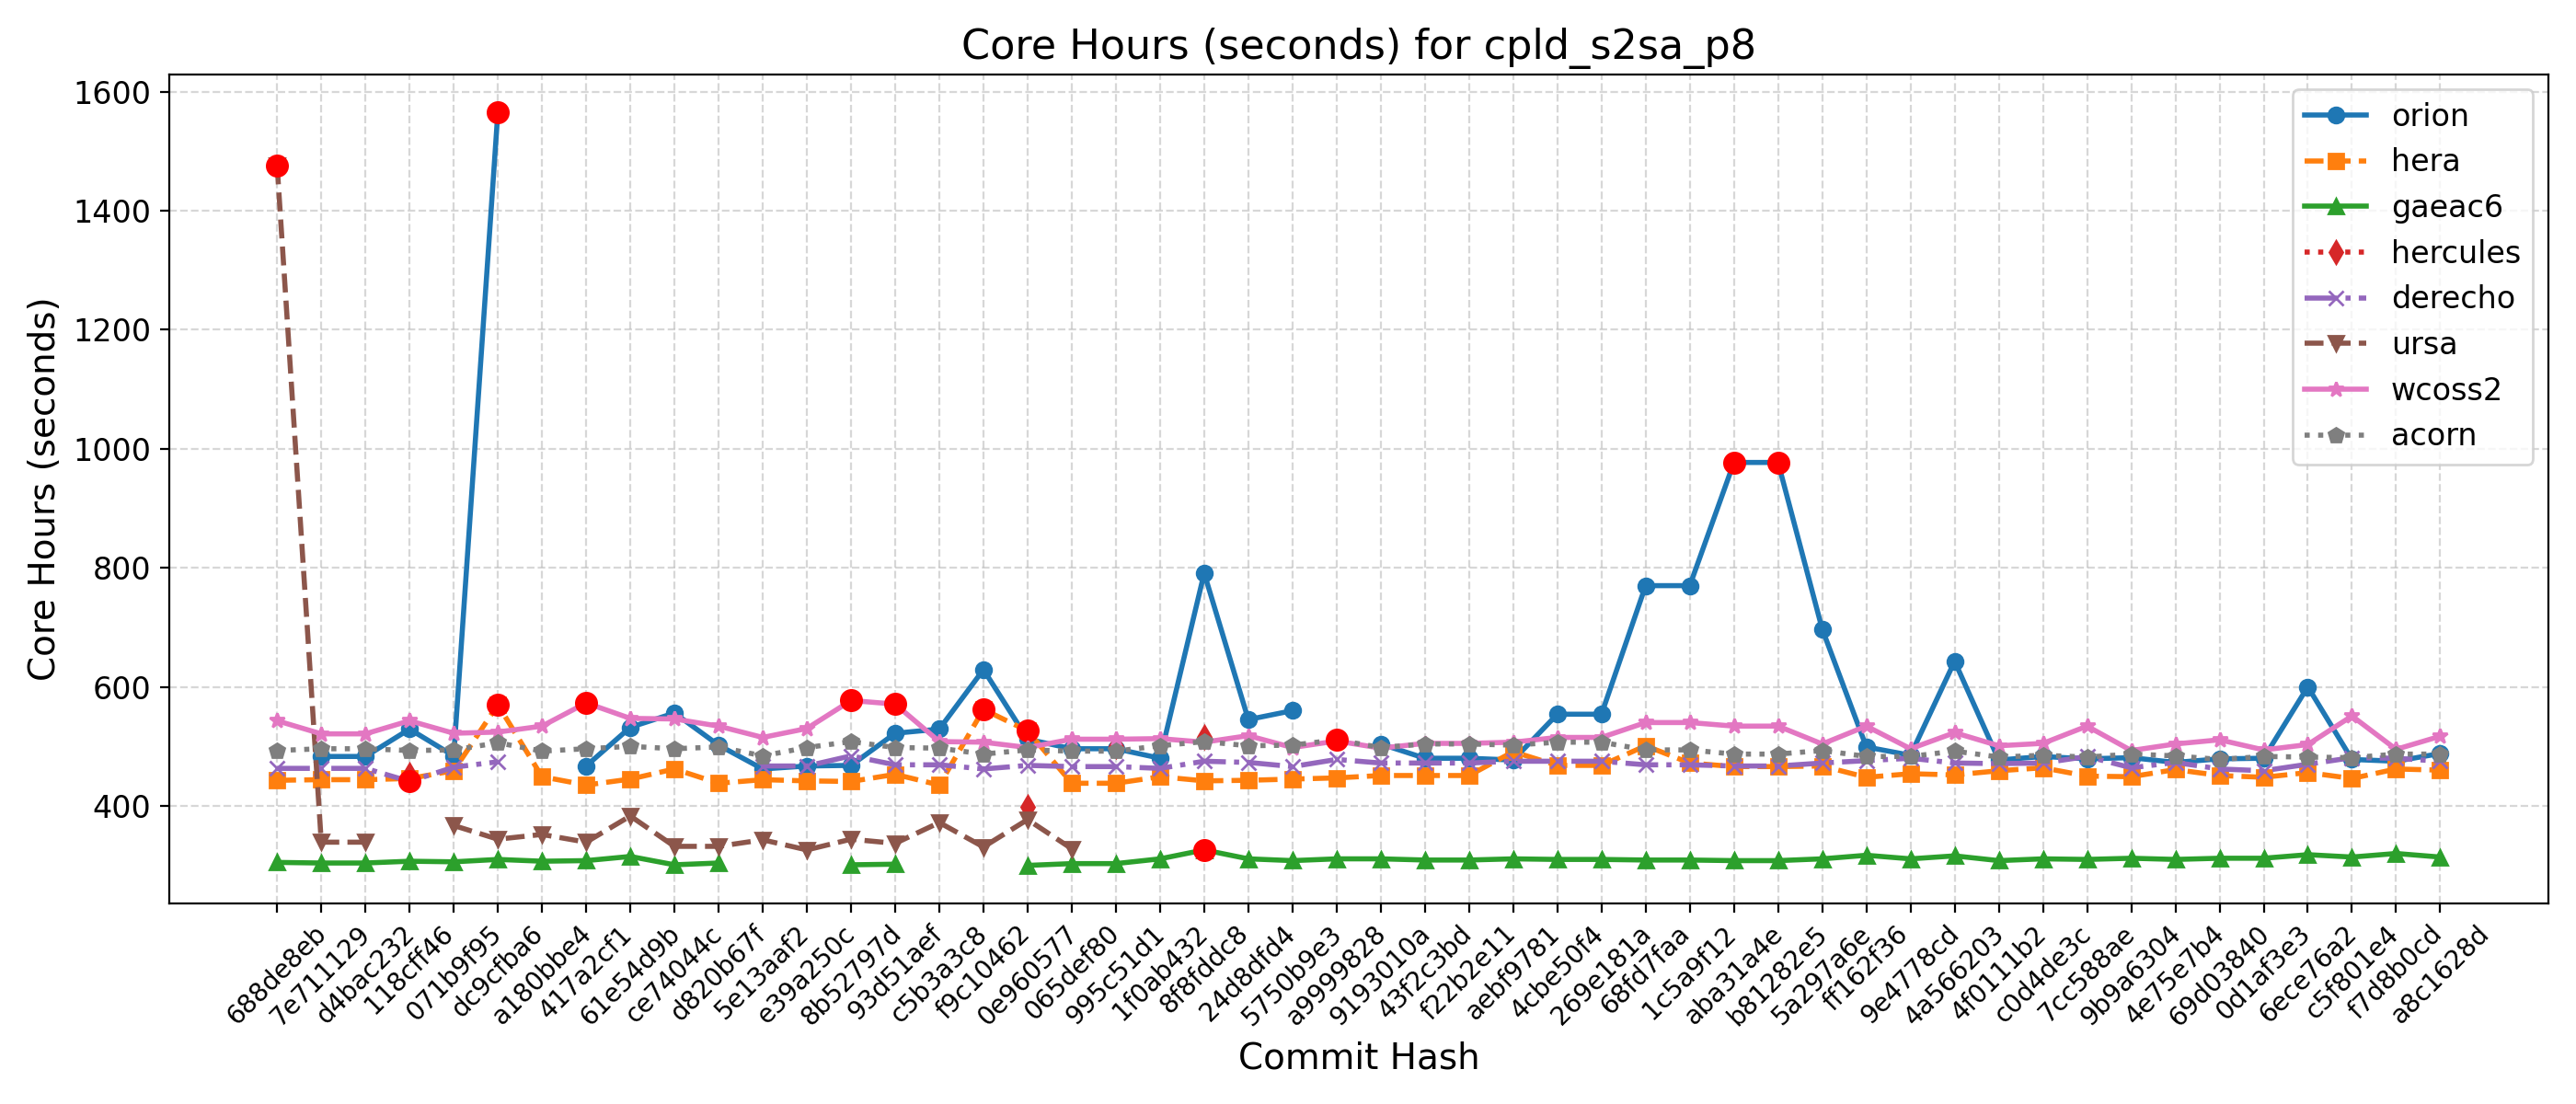 Core Hours (seconds) for cpld_s2sa_p8
Core Hours (seconds)
1600
1400
1200
1000
800
600
400
orion
hera
gaeac6
hercules
derecho
ursa
wcoss2
acorn
688de8eb
7e711129
d4bac232
118cff46
071b9f95
dc9cfba6
a180bbe4
417a2cf1
61e54d9b
ce74044c
d820b67f
5e13aaf2
e39a250c
8b52797d
93d51aef
c5b3a3c8
f9c10462
0e960577
065def80
995c51d1
1f0ab432
8f8fddc8
24d8dfd4
5750b9e3
a9999828
9193010a
43f2c3bd
f22b2e11
aebf9781
4cbe50f4
269e181a
68fd7faa
1c5a9f12
aba31a4e
b81282e5
5a297a6e
ff162f36
9e4778cd
4a566203
4f0111b2
c0d4de3c
7cc588ae
9b9a6304
4e75e7b4
69d03840
0d1af3e3
6ece76a2
c5f801e4
f7d8b0cd
a8c1628d
Commit Hash